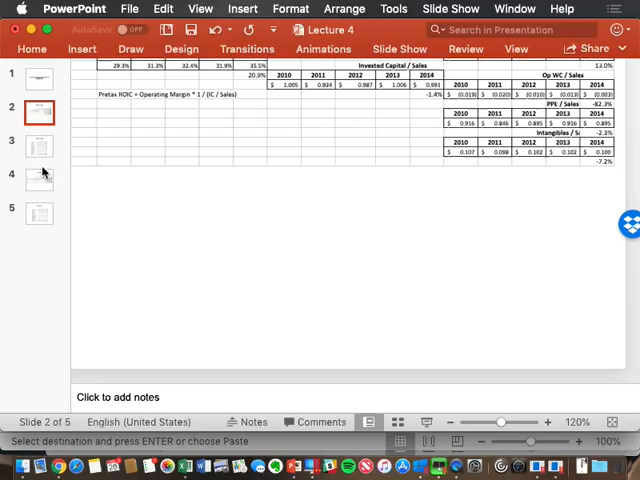 PowerPoint File Edit View Insert Format Arrange Tools Slide Show Window Help
AutoSave OFF Lecture 4 Search in Presentation
Home Insert Draw Design Transitions Animations Slide Show Review View Share
1
2
3
4
5
29.3% 31.3% 32.4% 31.9% 35.5% Invested Capital / Sales 13.0%
20.9% 2010 2011 2012 2013 2014 Op WC / Sales
$ 1.005 $ 0.924 $ 0.987 $ 1.006 $ 0.991 2010 2011 2012 2013 2014
Pretax ROIC = Operating Margin * 1 / (IC / Sales) -1.4% $ (0.019) $ (0.020) $ (0.010) $ (0.013) $ (0.003)
PPE / Sales -82.3%
2010 2011 2012 2013 2014
$ 0.916 $ 0.846 $ 0.895 $ 0.916 $ 0.895
Intangibles / S -2.3%
2010 2011 2012 2013 2014
$ 0.107 $ 0.098 $ 0.102 $ 0.102 $ 0.100
-7.2%
Click to add notes
Slide 2 of 5 English (United States) Notes Comments 120%
Select destination and press ENTER or choose Paste 100%